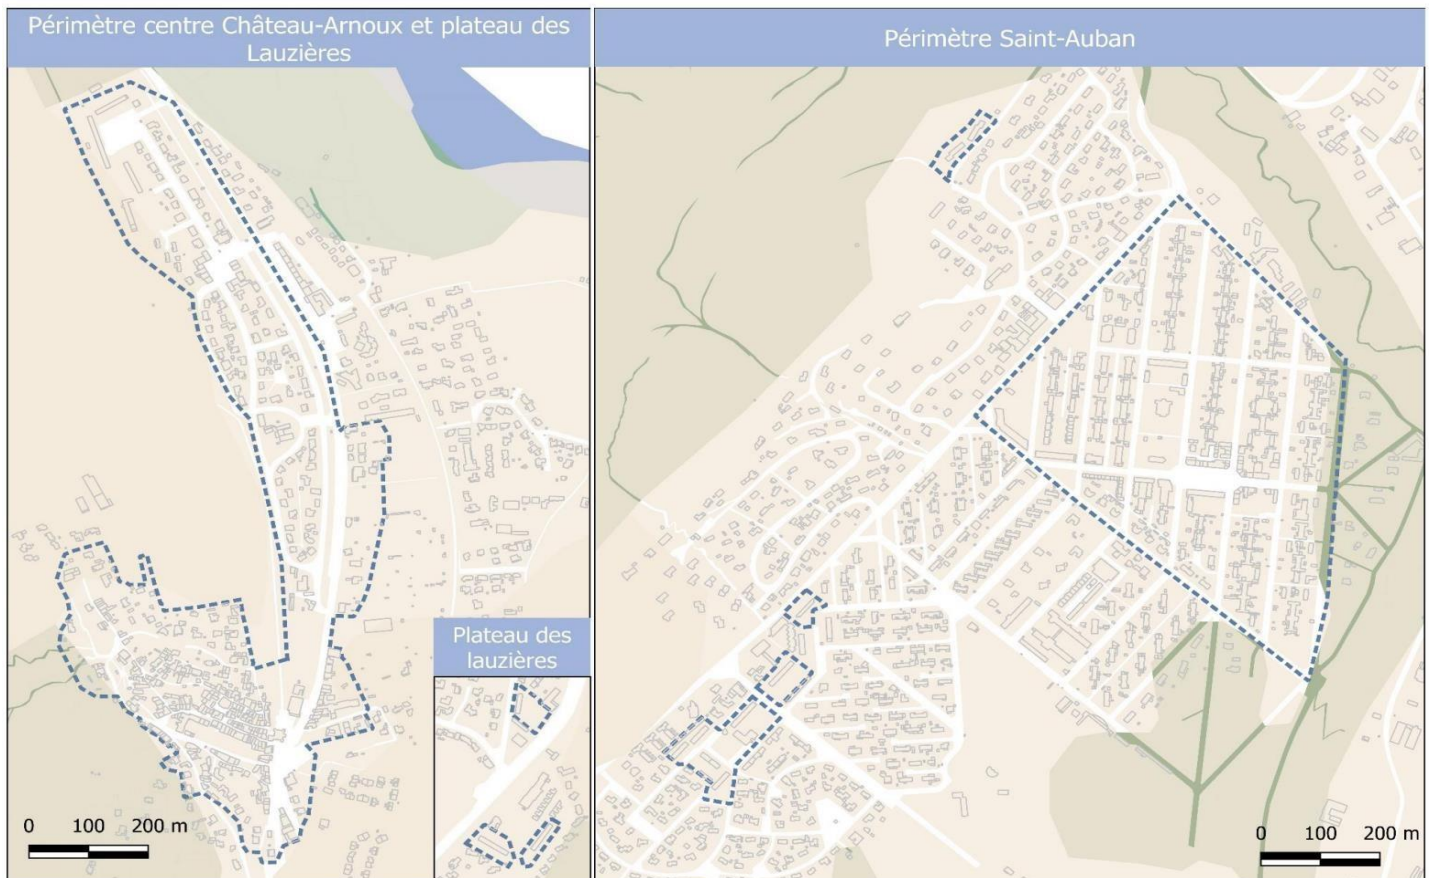 Périmètre centre Château-Arnoux et plateau des
Lauzières
Périmètre Saint-Auban
Plateau des
lauzières
0 100 200 m
0 100 200 m